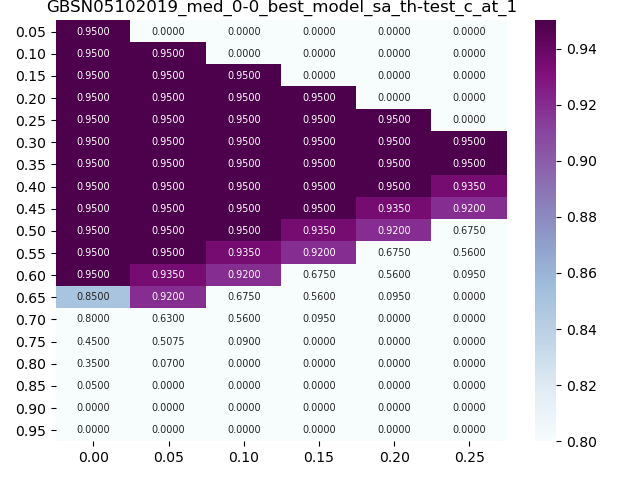 GBSN05102019_med_0-0_best_model_sa_th-test_c_at_1
0.05 0.9500 0.0000 0.0000 0.0000 0.0000 0.0000
0.10 0.9500 0.9500 0.0000 0.0000 0.0000 0.0000
0.15 0.9500 0.9500 0.9500 0.0000 0.0000 0.0000
0.20 0.9500 0.9500 0.9500 0.9500 0.0000 0.0000
0.25 0.9500 0.9500 0.9500 0.9500 0.9500 0.0000
0.30 0.9500 0.9500 0.9500 0.9500 0.9500 0.9500
0.35 0.9500 0.9500 0.9500 0.9500 0.9500 0.9500
0.40 0.9500 0.9500 0.9500 0.9500 0.9500 0.9350
0.45 0.9500 0.9500 0.9500 0.9500 0.9350 0.9200
0.50 0.9500 0.9500 0.9500 0.9350 0.9200 0.6750
0.55 0.9500 0.9500 0.9350 0.9200 0.6750 0.5600
0.60 0.9500 0.9350 0.9200 0.6750 0.5600 0.0950
0.65 0.8500 0.9200 0.6750 0.5600 0.0950 0.0000
0.70 0.8000 0.6300 0.5600 0.0950 0.0000 0.0000
0.75 0.4500 0.5075 0.0900 0.0000 0.0000 0.0000
0.80 0.3500 0.0700 0.0000 0.0000 0.0000 0.0000
0.85 0.0500 0.0000 0.0000 0.0000 0.0000 0.0000
0.90 0.0000 0.0000 0.0000 0.0000 0.0000 0.0000
0.95 0.0000 0.0000 0.0000 0.0000 0.0000 0.0000
0.00 0.05 0.10 0.15 0.20 0.25
0.94
0.92
0.90
0.88
0.86
0.84
0.82
0.80